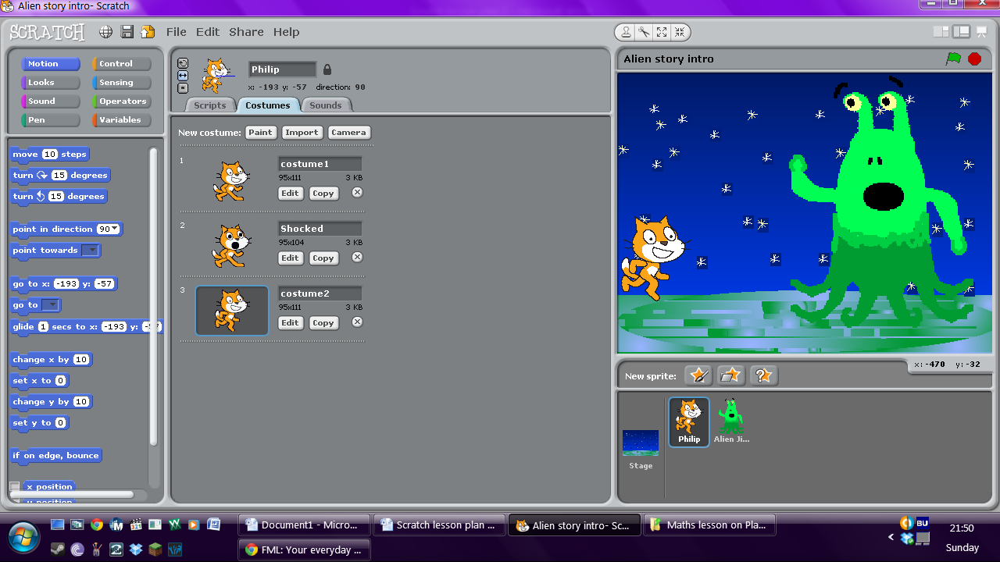 Alien story intro- Scratch
SCRATCH File Edit Share Help
Motion Control
Looks Sensing
Sound Operators
Pen Variables
move 10 steps
turn 15 degrees
turn 15 degrees
point in direction 90
point towards
go to x: -193 y: -57
go to
glide 1 secs to x: -193 y:
change x by 10
set x to 0
change y by 10
set y to 0
if on edge, bounce
x position
y position
Philip
x: -193 y: -57 direction: 90
Scripts Costumes Sounds
New costume: Paint Import Camera
1 costume1
95x111 3 KB
Edit Copy
2 Shocked
95x104 3 KB
Edit Copy
3 costume2
95x111 3 KB
Edit Copy
Alien story intro
x: -470 y: -32
New sprite:
Philip Alien Ji...
Stage
Document1 - Micro... Scratch lesson plan ... Alien story intro- Sc... Maths lesson on Pla...
FML: Your everyday ...
BU
21:50
Sunday